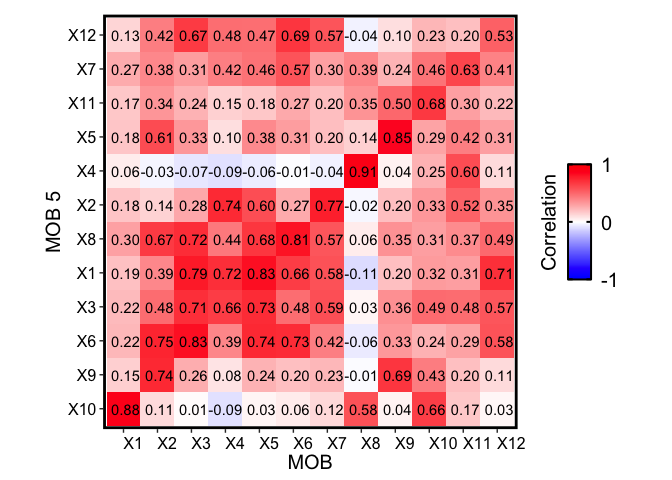 X12 0.13 0.42 0.67 0.48 0.47 0.69 0.57 -0.04 0.10 0.23 0.20 0.53
X7 0.27 0.38 0.31 0.42 0.46 0.57 0.30 0.39 0.24 0.46 0.63 0.41
X11 0.17 0.34 0.24 0.15 0.18 0.27 0.20 0.35 0.50 0.68 0.30 0.22
X5 0.18 0.61 0.33 0.10 0.38 0.31 0.20 0.14 0.85 0.29 0.42 0.31
X4 0.06 -0.03 -0.07 -0.09 -0.06 -0.01 -0.04 0.91 0.04 0.25 0.60 0.11
X2 0.18 0.14 0.28 0.74 0.60 0.27 0.77 -0.02 0.20 0.33 0.52 0.35
X8 0.30 0.67 0.72 0.44 0.68 0.81 0.57 0.06 0.35 0.31 0.37 0.49
X1 0.19 0.39 0.79 0.72 0.83 0.66 0.58 -0.11 0.20 0.32 0.31 0.71
X3 0.22 0.48 0.71 0.66 0.73 0.48 0.59 0.03 0.36 0.49 0.48 0.57
X6 0.22 0.75 0.83 0.39 0.74 0.73 0.42 -0.06 0.33 0.24 0.29 0.58
X9 0.15 0.74 0.26 0.08 0.24 0.20 0.23 -0.01 0.69 0.43 0.20 0.11
X10 0.88 0.11 0.01 -0.09 0.03 0.06 0.12 0.58 0.04 0.66 0.17 0.03
X1 X2 X3 X4 X5 X6 X7 X8 X9 X10 X11 X12
MOB
MOB 5
Correlation
1
0
-1